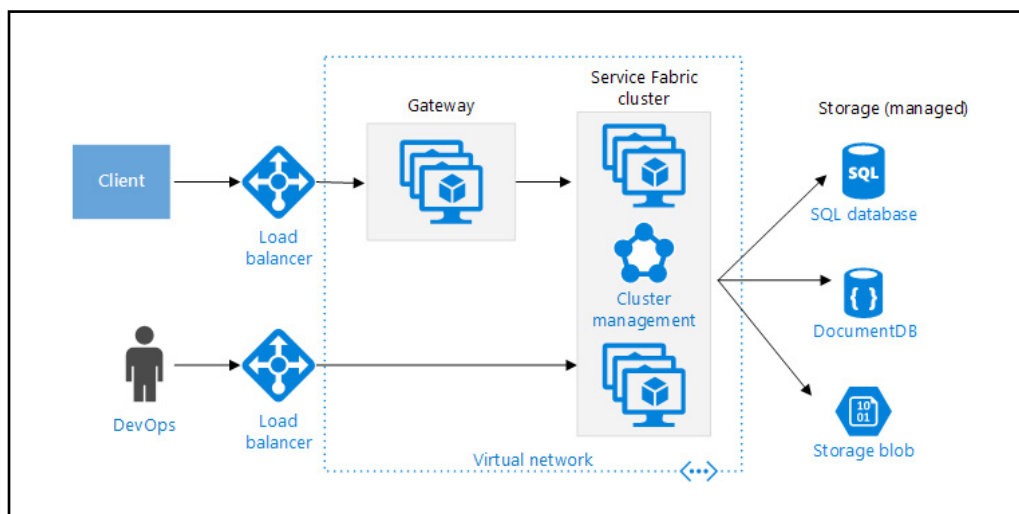 Service Fabric
cluster
Gateway
Storage (managed)
Client
SQL
Load
balancer
SQL database
Cluster
management
{ }
DocumentDB
DevOps
Load
balancer
10
01
Storage blob
Virtual network